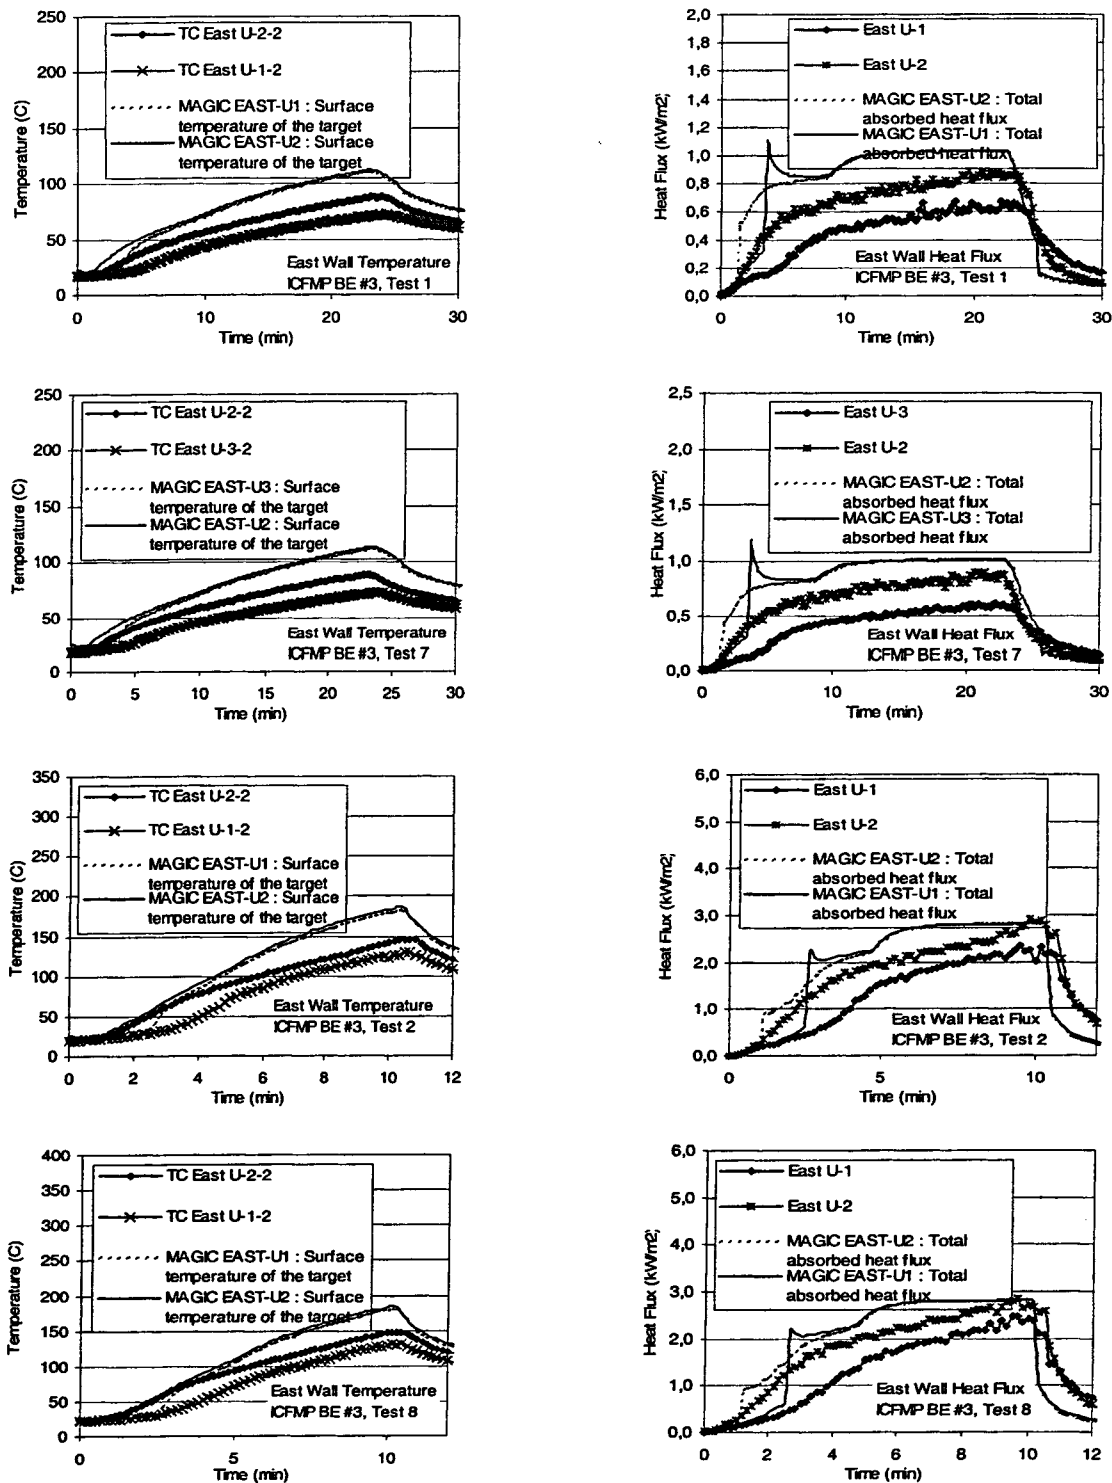 250
200
150
100
50
0
Temperature (C)
TC East U-2-2
TC East U-1-2
MAGIC EAST-U1 : Surface
temperature of the target
MAGIC EAST-U2 : Surface
temperature of the target
East Wall Temperature
ICFMP BE #3, Test 1
0 10 20 30
Time (min)
2,0
1,8
1,6
1,4
1,2
1,0
0,8
0,6
0,4
0,2
0,0
Heat Flux (kW/m2)
East U-1
East U-2
MAGIC EAST-U2 : Total
absorbed heat flux
MAGIC EAST-U1 : Total
absorbed heat flux
East Wall Heat Flux
ICFMP BE #3, Test 1
0 10 20 30
Time (min)
250
200
150
100
50
0
Temperature (C)
TC East U-2-2
TC East U-3-2
MAGIC EAST-U3 : Surface
temperature of the target
MAGIC EAST-U2 : Surface
temperature of the target
East Wall Temperature
ICFMP BE #3, Test 7
0 5 10 15 20 25 30
Time (min)
2,5
2,0
1,5
1,0
0,5
0,0
Heat Flux (kW/m2)
East U-3
East U-2
MAGIC EAST-U2 : Total
absorbed heat flux
MAGIC EAST-U3 : Total
absorbed heat flux
East Wall Heat Flux
ICFMP BE #3, Test 7
0 10 20 30
Time (min)
350
300
250
200
150
100
50
0
Temperature (C)
TC East U-2-2
TC East U-1-2
MAGIC EAST-U1 : Surface
temperature of the target
MAGIC EAST-U2 : Surface
temperature of the target
East Wall Temperature
ICFMP BE #3, Test 2
0 2 4 6 8 10 12
Time (min)
6,0
5,0
4,0
3,0
2,0
1,0
0,0
Heat Flux (kW/m2)
East U-1
East U-2
MAGIC EAST-U2 : Total
absorbed heat flux
MAGIC EAST-U1 : Total
absorbed heat flux
East Wall Heat Flux
ICFMP BE #3, Test 2
0 5 10
Time (min)
400
350
300
250
200
150
100
50
0
Temperature (C)
TC East U-2-2
TC East U-1-2
MAGIC EAST-U1 : Surface
temperature of the target
MAGIC EAST-U2 : Surface
temperature of the target
East Wall Temperature
ICFMP BE #3, Test 8
0 5 10
Time (min)
6,0
5,0
4,0
3,0
2,0
1,0
0,0
Heat Flux (kW/m2)
East U-1
East U-2
MAGIC EAST-U2 : Total
absorbed heat flux
MAGIC EAST-U1 : Total
absorbed heat flux
East Wall Heat Flux
ICFMP BE #3, Test 8
0 2 4 6 8 10 12
Time (min)